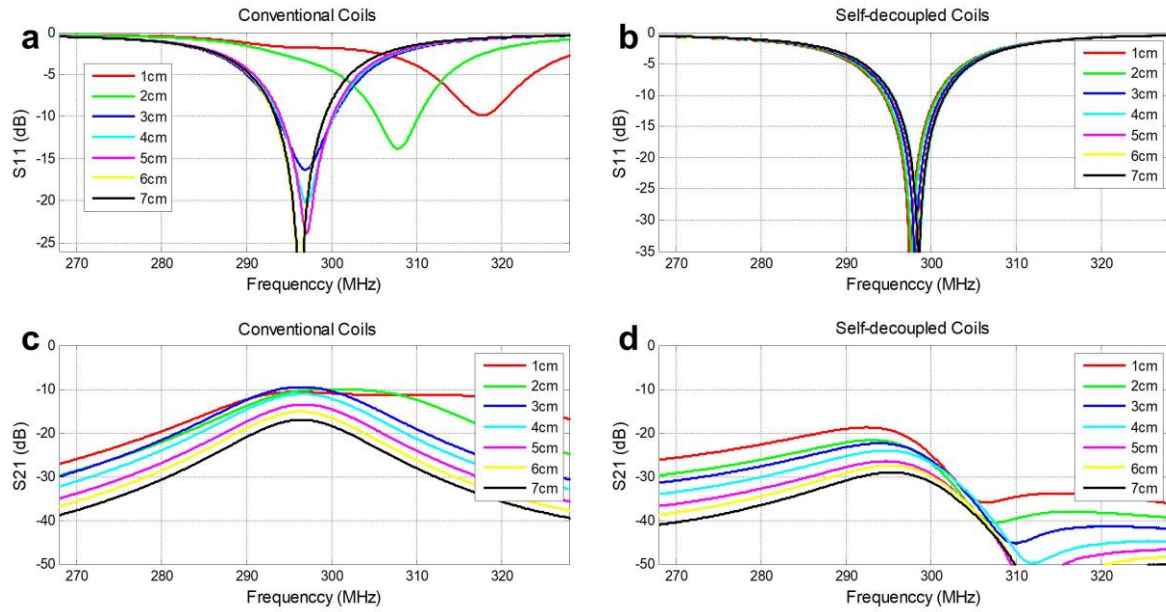 a
Conventional Coils
0
-5
-10
-15
-20
-25
S11 (dB)
1cm
2cm
3cm
4cm
5cm
6cm
7cm
270 280 290 300 310 320
Frequenccy (MHz)
b
Self-decoupled Coils
0
-5
-10
-15
-20
-25
-30
-35
S11 (dB)
1cm
2cm
3cm
4cm
5cm
6cm
7cm
270 280 290 300 310 320
Frequenccy (MHz)
c
Conventional Coils
0
-10
-20
-30
-40
-50
S21 (dB)
1cm
2cm
3cm
4cm
5cm
6cm
7cm
270 280 290 300 310 320
Frequenccy (MHz)
d
Self-decoupled Coils
0
-10
-20
-30
-40
-50
S21 (dB)
1cm
2cm
3cm
4cm
5cm
6cm
7cm
270 280 290 300 310 320
Frequenccy (MHz)